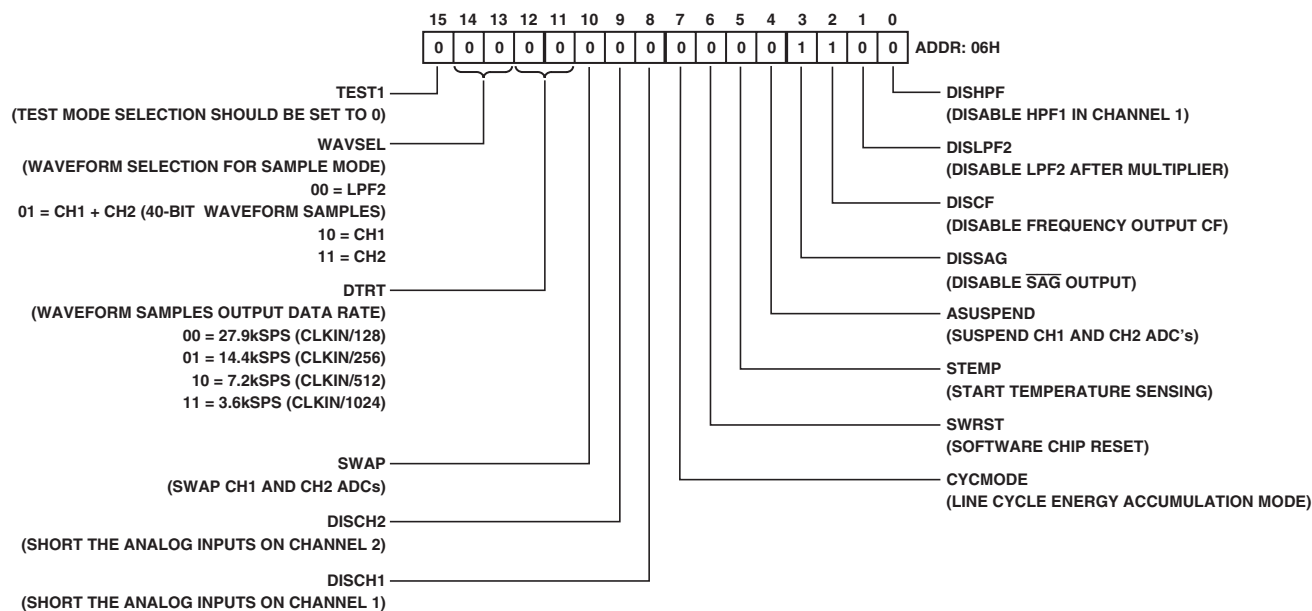 15 14 13 12 11 10 9 8 7 6 5 4 3 2 1 0
0 0 0 0 0 0 0 0 0 0 0 0 1 1 0 0 ADDR: 06H
TEST1
(TEST MODE SELECTION SHOULD BE SET TO 0)
WAVSEL
(WAVEFORM SELECTION FOR SAMPLE MODE)
00 = LPF2
01 = CH1 + CH2 (40-BIT WAVEFORM SAMPLES)
10 = CH1
11 = CH2
DTRT
(WAVEFORM SAMPLES OUTPUT DATA RATE)
00 = 27.9kSPS (CLKIN/128)
01 = 14.4kSPS (CLKIN/256)
10 = 7.2kSPS (CLKIN/512)
11 = 3.6kSPS (CLKIN/1024)
SWAP
(SWAP CH1 AND CH2 ADCs)
DISCH2
(SHORT THE ANALOG INPUTS ON CHANNEL 2)
DISCH1
(SHORT THE ANALOG INPUTS ON CHANNEL 1)
DISHPF
(DISABLE HPF1 IN CHANNEL 1)
DISLPF2
(DISABLE LPF2 AFTER MULTIPLIER)
DISCF
(DISABLE FREQUENCY OUTPUT CF)
DISSAG
(DISABLE SAG OUTPUT)
ASUSPEND
(SUSPEND CH1 AND CH2 ADC's)
STEMP
(START TEMPERATURE SENSING)
SWRST
(SOFTWARE CHIP RESET)
CYCMODE
(LINE CYCLE ENERGY ACCUMULATION MODE)